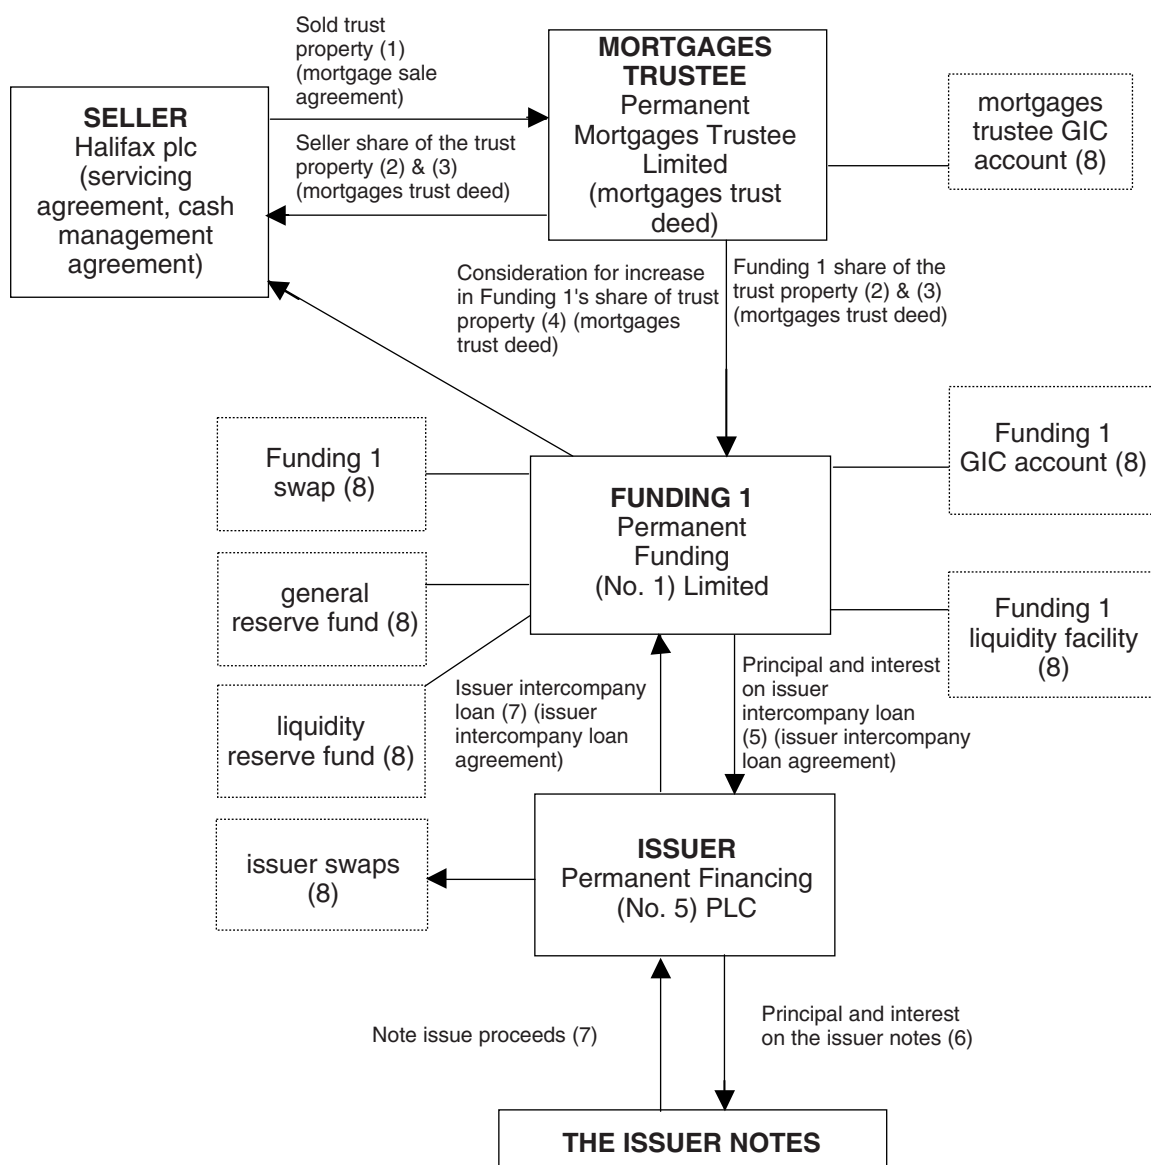 Sold trust
property (1)
(mortgage sale
agreement)
MORTGAGES
TRUSTEE
Permanent
Mortgages Trustee
Limited
(mortgages trust
deed)
mortgages
trustee GIC
account (8)
SELLER
Halifax plc
(servicing
agreement, cash
management
agreement)
Seller share of the trust
property (2) & (3)
(mortgages trust deed)
Consideration for increase
in Funding 1's share of trust
property (4) (mortgages
trust deed)
Funding 1 share of the
trust property (2) & (3)
(mortgages trust deed)
Funding 1
swap (8)
Funding 1
GIC account (8)
FUNDING 1
Permanent
Funding
(No. 1) Limited
general
reserve fund (8)
Funding 1
liquidity facility
(8)
liquidity
reserve fund (8)
Issuer intercompany
loan (7) (issuer
intercompany loan
agreement)
Principal and interest
on issuer
intercompany loan
(5) (issuer intercompany
loan agreement)
issuer swaps
(8)
ISSUER
Permanent Financing
(No. 5) PLC
Note issue proceeds (7)
Principal and interest
on the issuer notes (6)
THE ISSUER NOTES